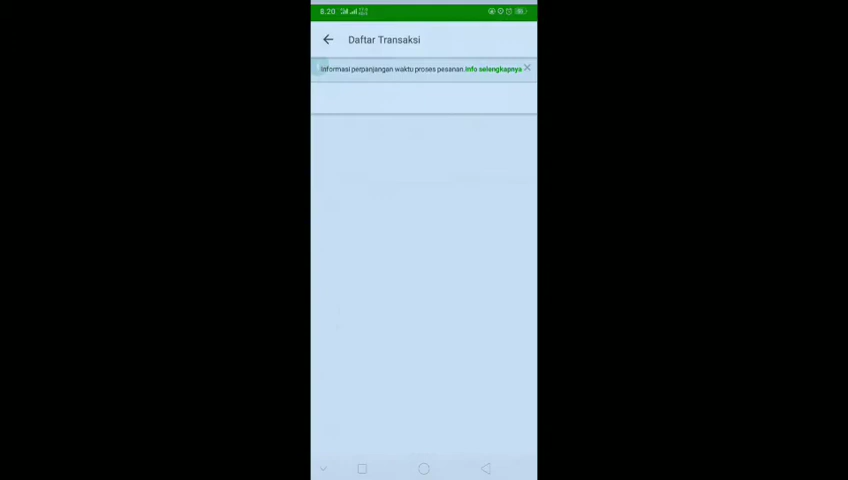 8.20
Daftar Transaksi
Informasi perpanjangan waktu proses pesanan.Info selengkapnya